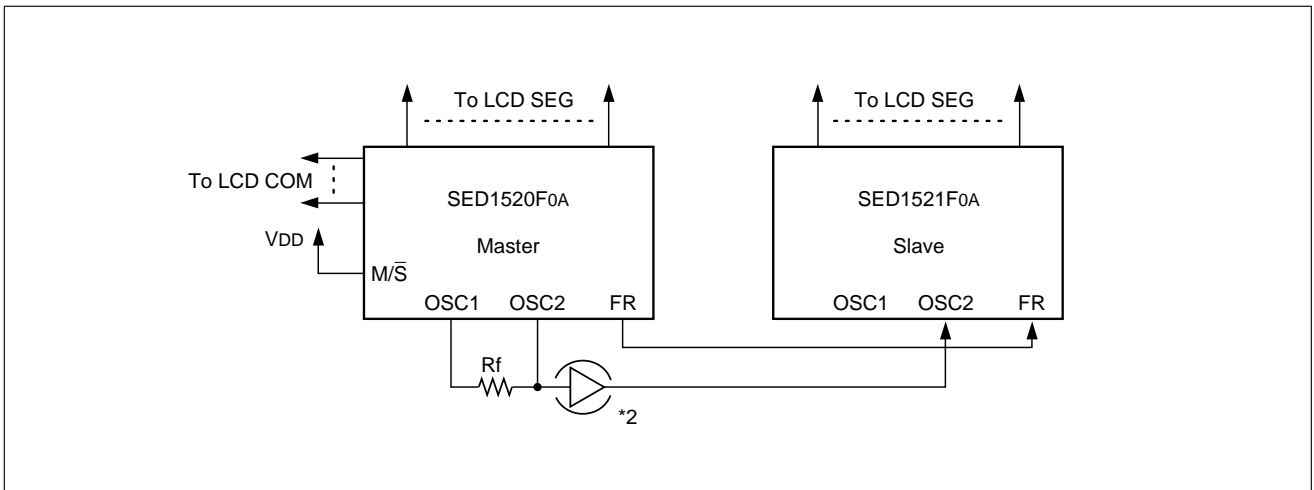 To LCD SEG
To LCD SEG
To LCD COM
SED1520F0A
SED1521F0A
VDD
Master
Slave
M/S̅
OSC1 OSC2 FR
OSC1 OSC2 FR
Rf
*2